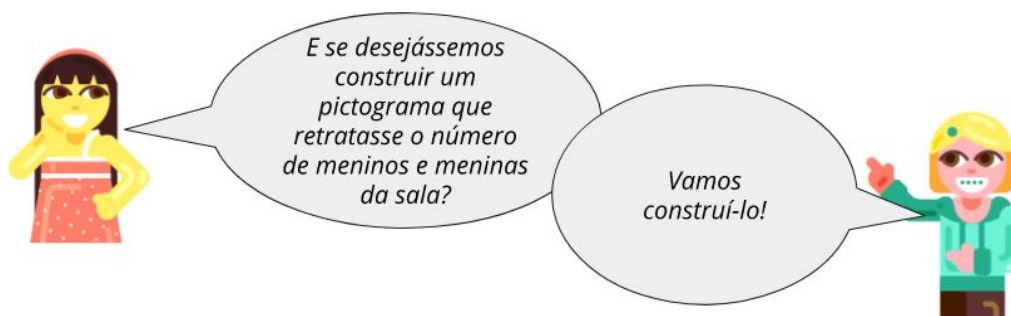 E se desejássemos
construir um
pictograma que
retratasse o número
de meninos e meninas
da sala?
Vamos
construí-lo!